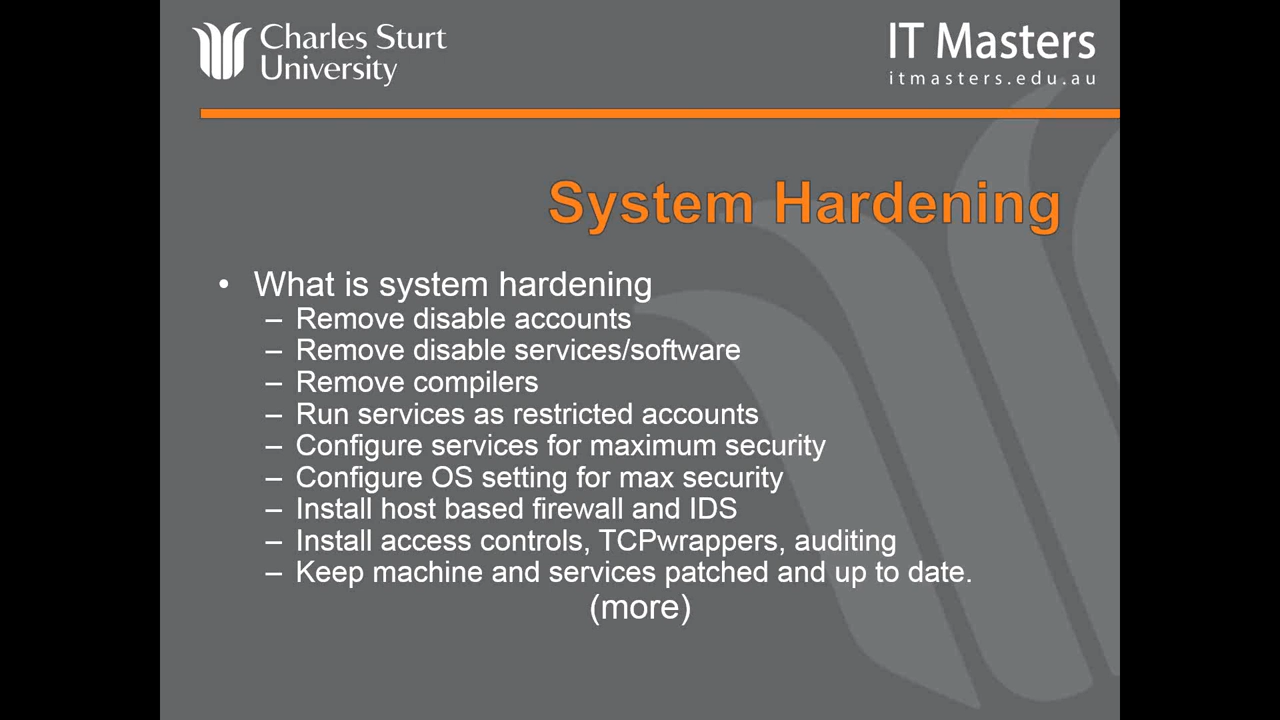 Charles Sturt
University
IT Masters
itmasters.edu.au
System Hardening
• What is system hardening
– Remove disable accounts
– Remove disable services/software
– Remove compilers
– Run services as restricted accounts
– Configure services for maximum security
– Configure OS setting for max security
– Install host based firewall and IDS
– Install access controls, TCPwrappers, auditing
– Keep machine and services patched and up to date.
(more)